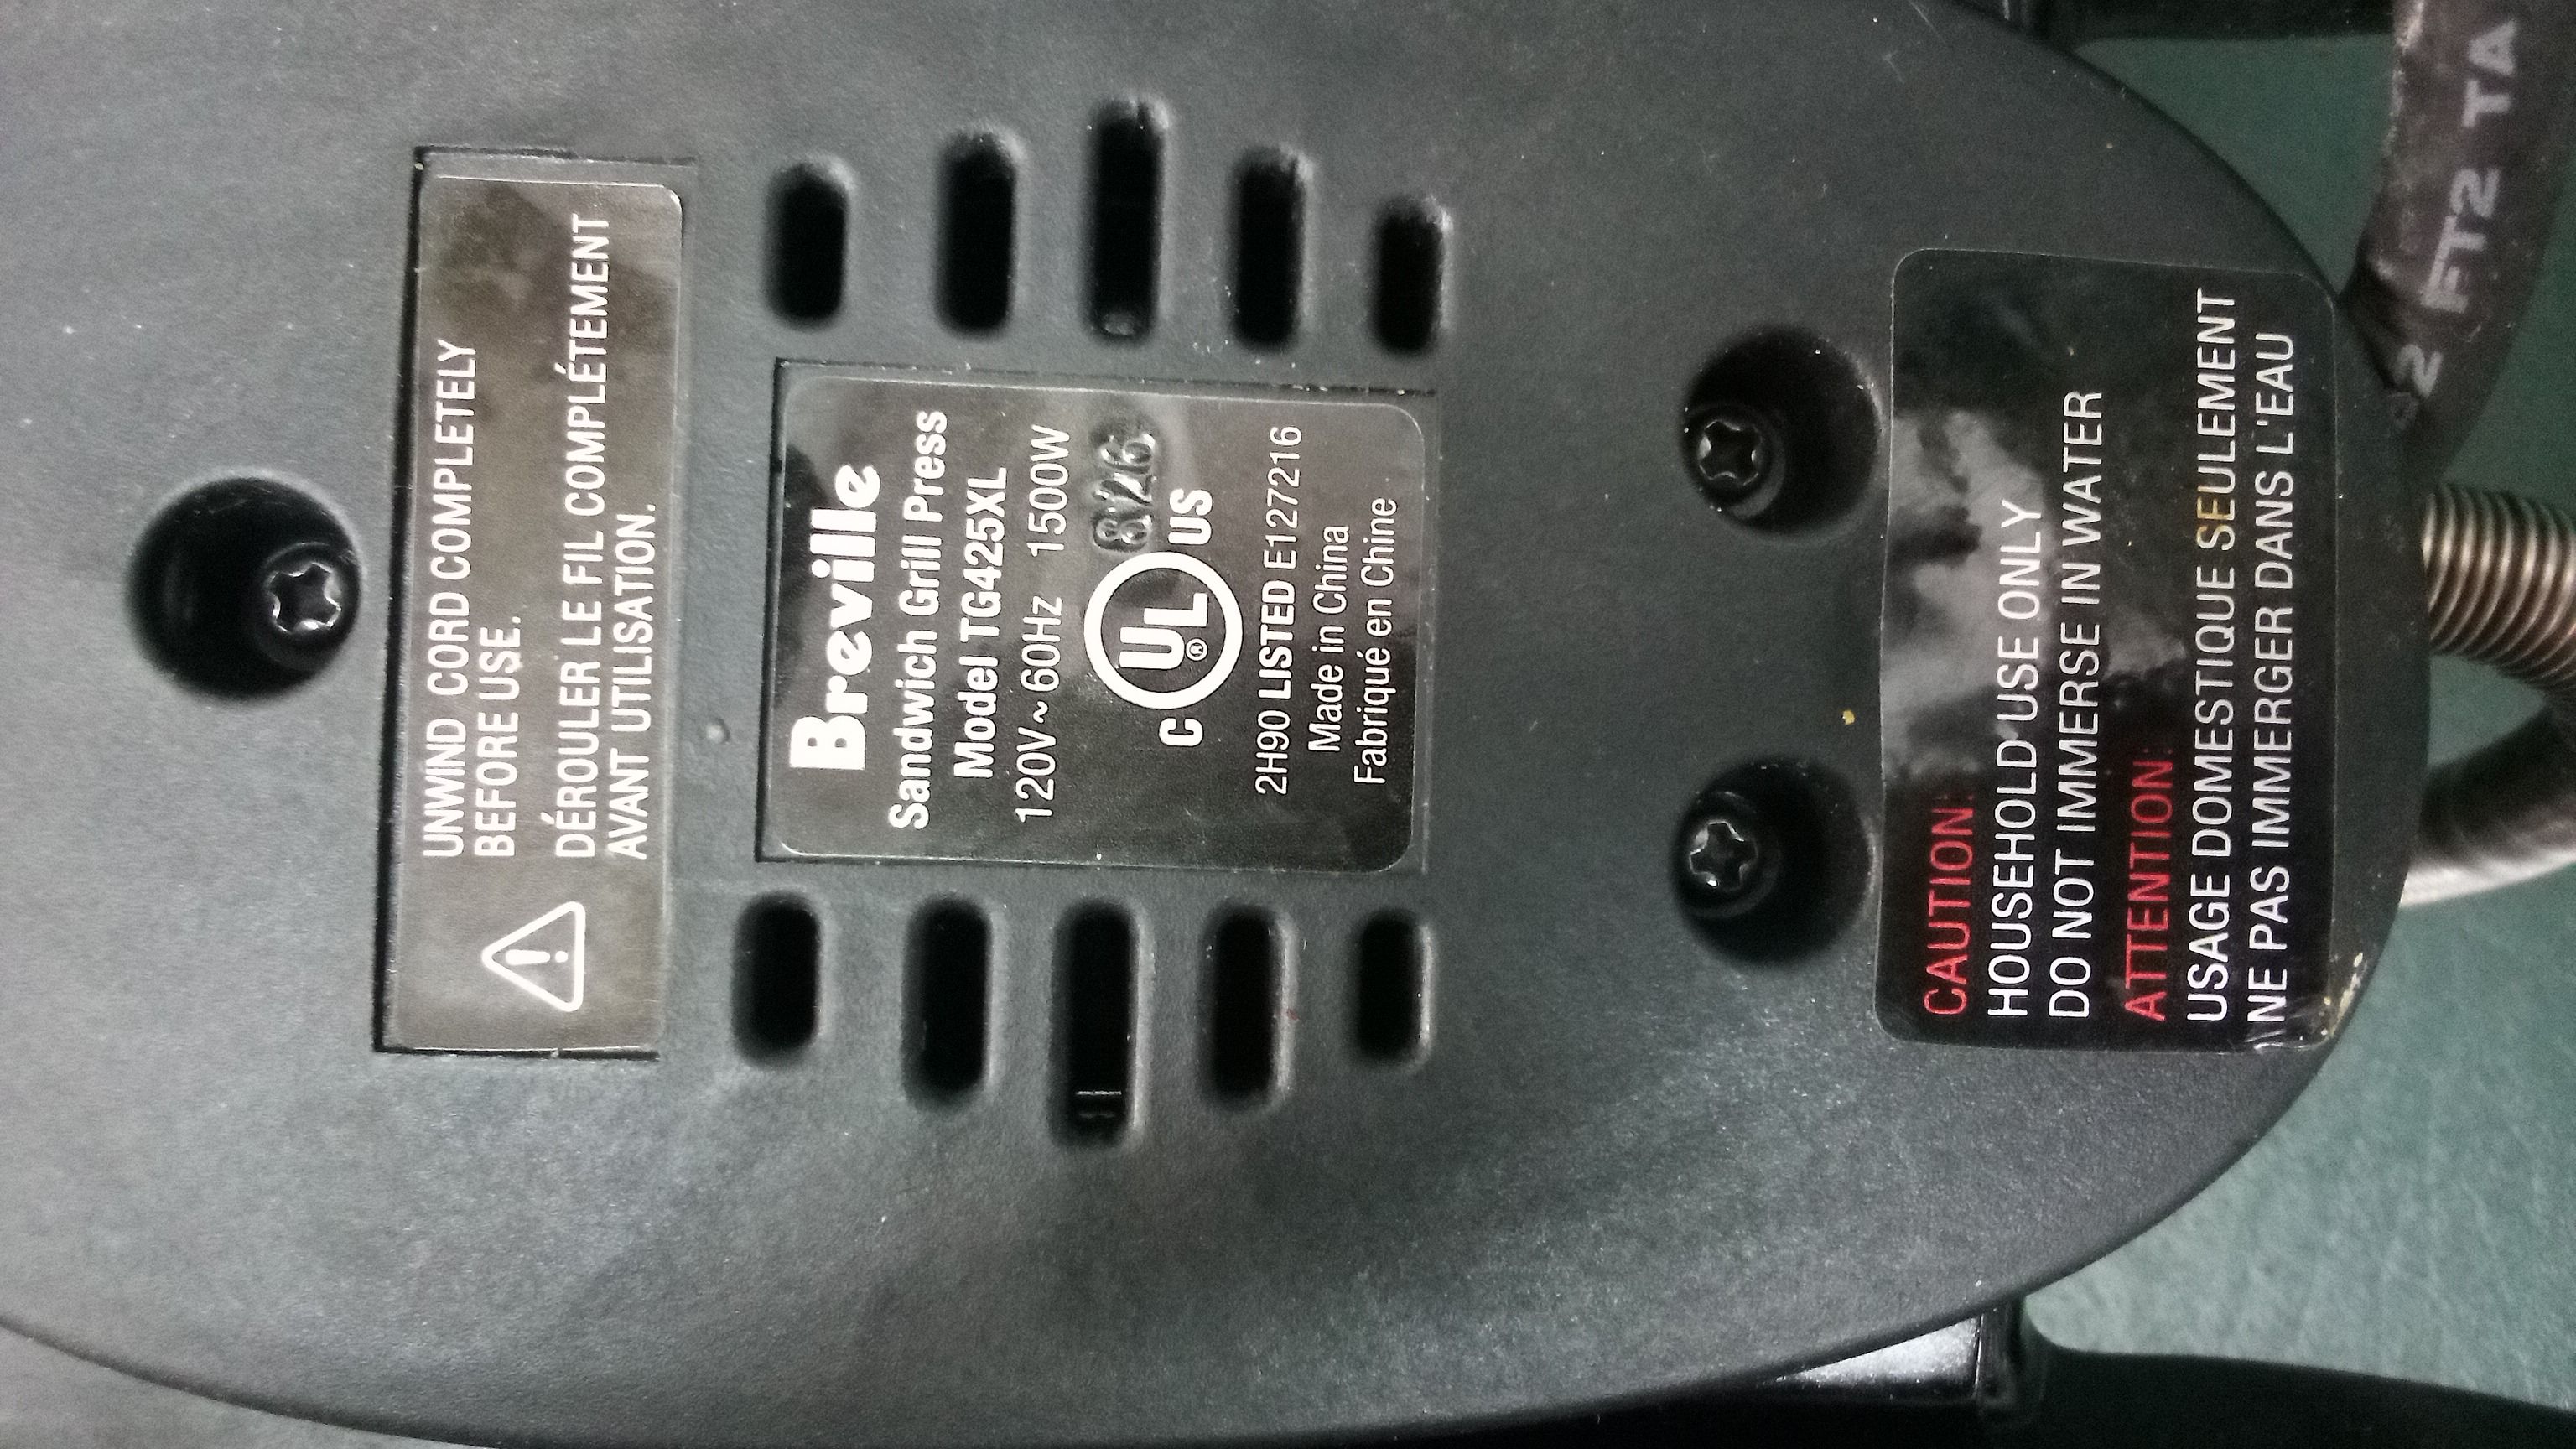 UNWIND CORD COMPLETELY
BEFORE USE.
DÉROULER LE FIL COMPLÉTEMENT
AVANT UTILISATION.
Breville
Sandwich Grill Press
Model TG425XL
120V~ 60Hz 1500W
826
C UL® US
2H90 LISTED E127216
Made in China
Fabriqué en Chine
CAUTION:
HOUSEHOLD USE ONLY
DO NOT IMMERSE IN WATER
ATTENTION:
USAGE DOMESTIQUE SEULEMENT
NE PAS IMMERGER DANS L'EAU
FT2 TA